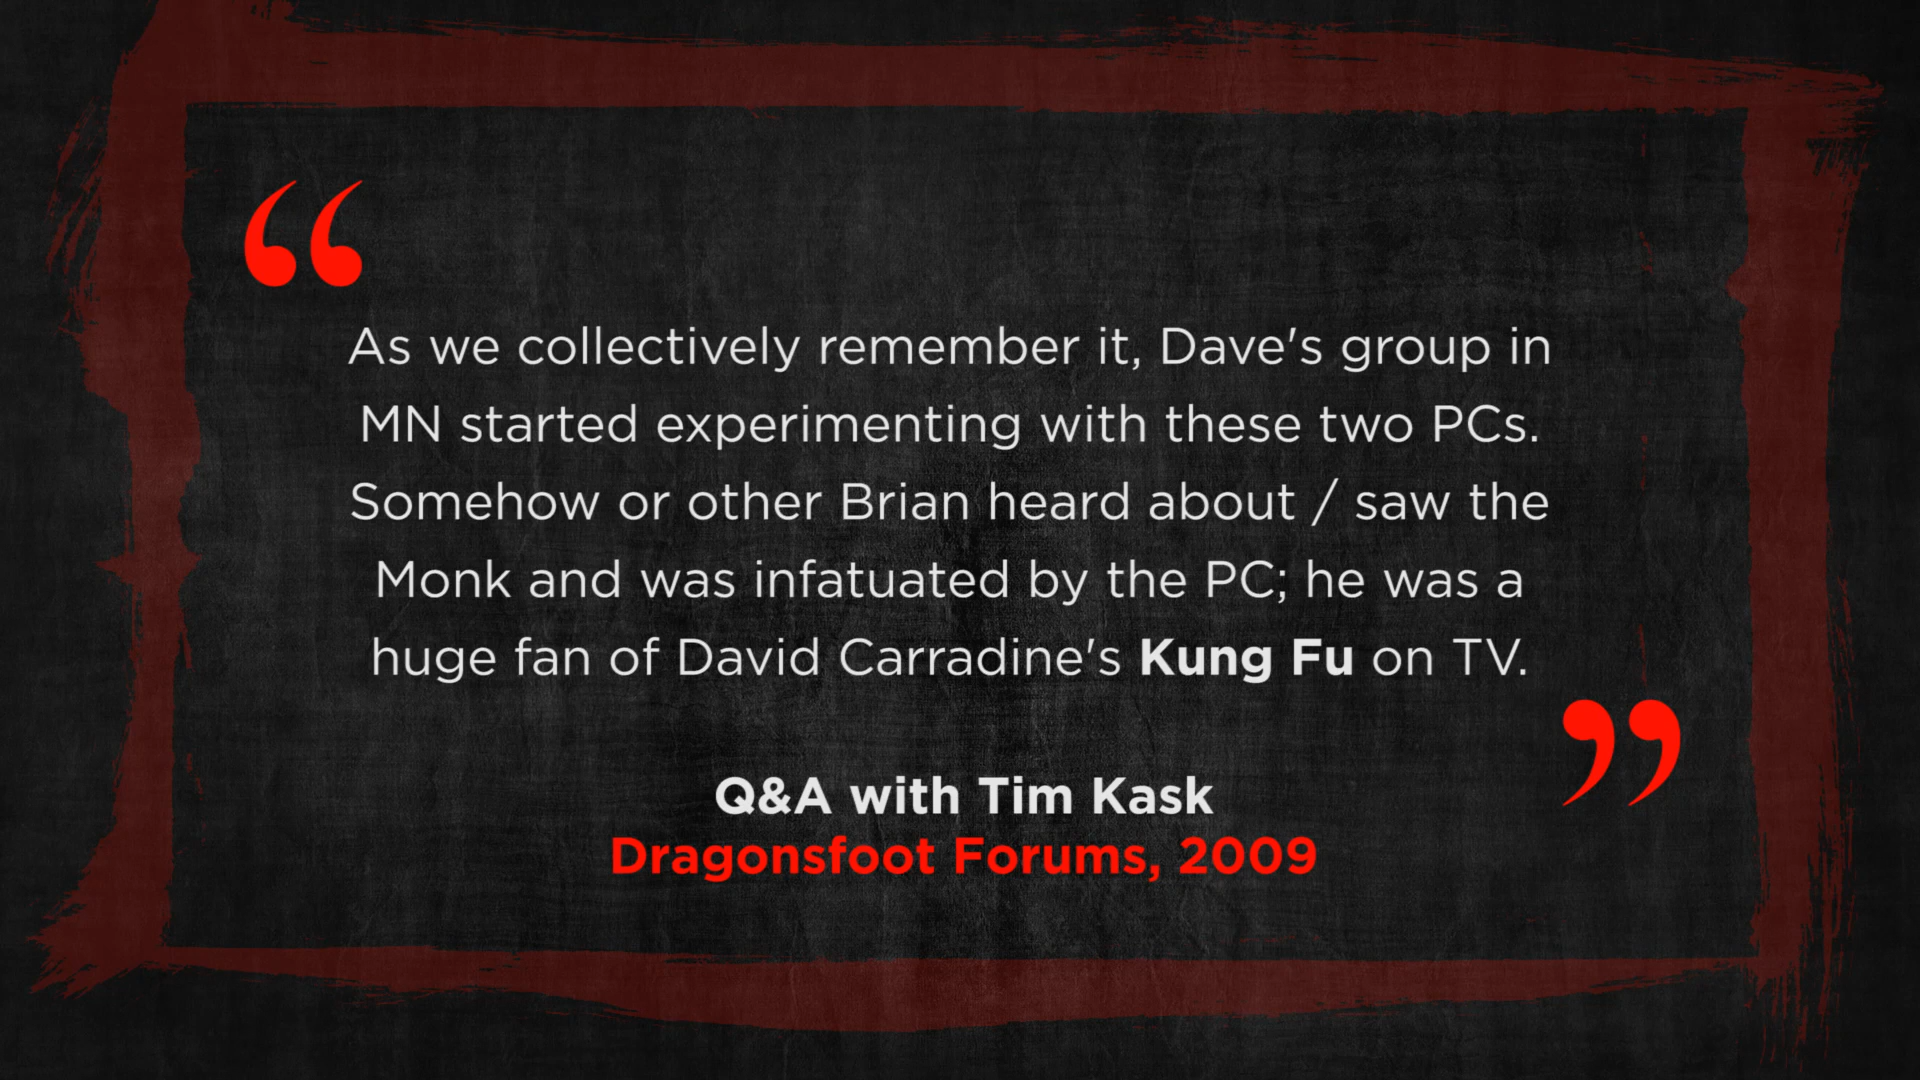 “
As we collectively remember it, Dave's group in
MN started experimenting with these two PCs.
Somehow or other Brian heard about / saw the
Monk and was infatuated by the PC; he was a
huge fan of David Carradine's Kung Fu on TV.
”
Q&A with Tim Kask
Dragonsfoot Forums, 2009